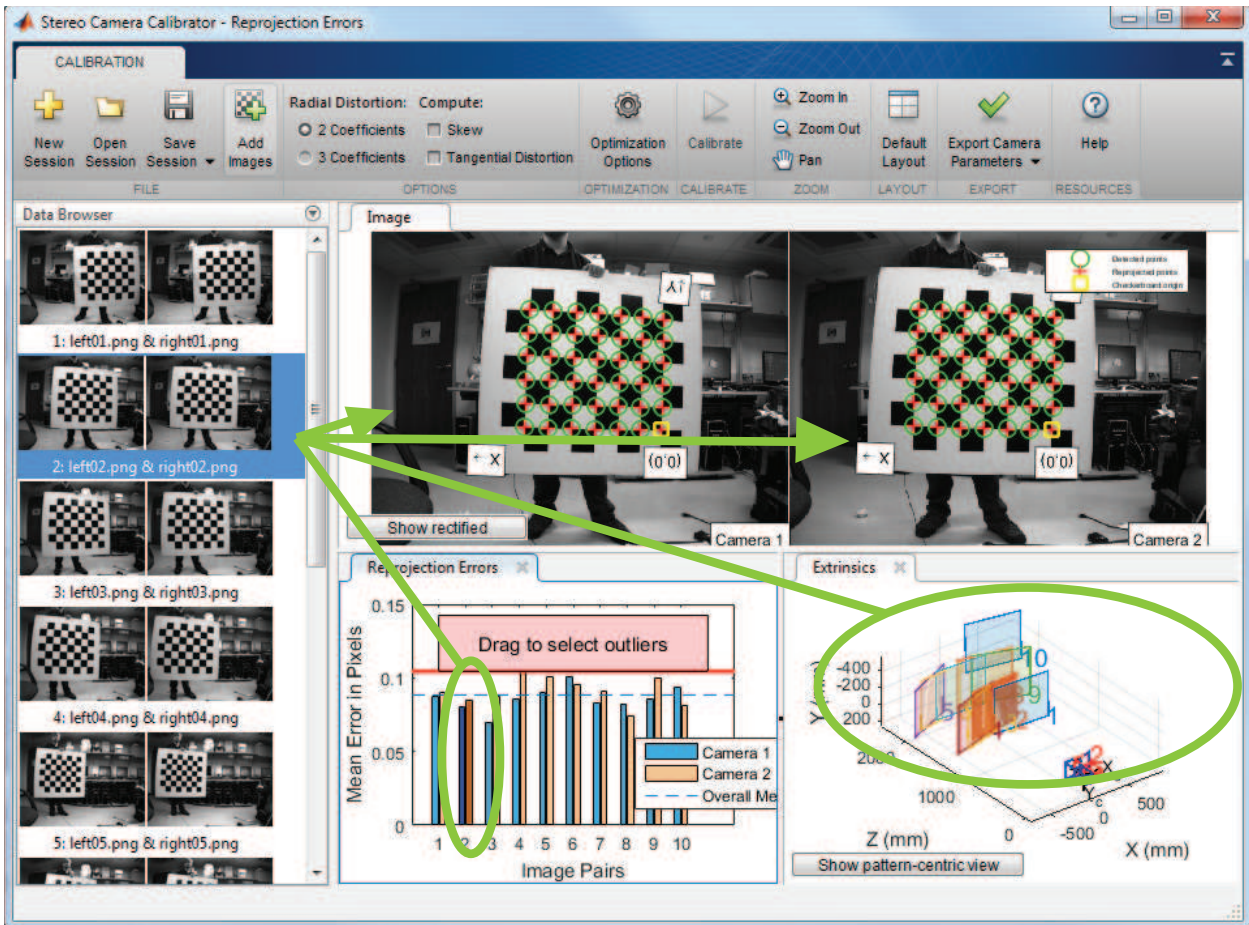 Stereo Camera Calibrator - Reprojection Errors
CALIBRATION
New Session
Open Session
Save Session
Add Images
FILE
Radial Distortion:
2 Coefficients
3 Coefficients
Compute:
Skew
Tangential Distortion
OPTIONS
Optimization Options
OPTIMIZATION
Calibrate
CALIBRATE
Zoom In
Zoom Out
Pan
ZOOM
Default Layout
LAYOUT
Export Camera Parameters
EXPORT
? Help
RESOURCES
Data Browser
1: left01.png & right01.png
2: left02.png & right02.png
3: left03.png & right03.png
4: left04.png & right04.png
5: left05.png & right05.png
Image
Y
X
(0,0)
Show rectified
Camera 1
Detected points
Reprojected points
Checkerboard origin
X
(0,0)
Camera 2
Reprojection Errors
0.15
0.1
0.05
0
Mean Error in Pixels
Drag to select outliers
Camera 1
Camera 2
Overall Me
1 2 3 4 5 6 7 8 9 10
Image Pairs
Extrinsics
-400
-200
0
200
2000
1000
0
Z (mm)
-500
0
500
X (mm)
10
9
5
1
X
Yc
Show pattern-centric view